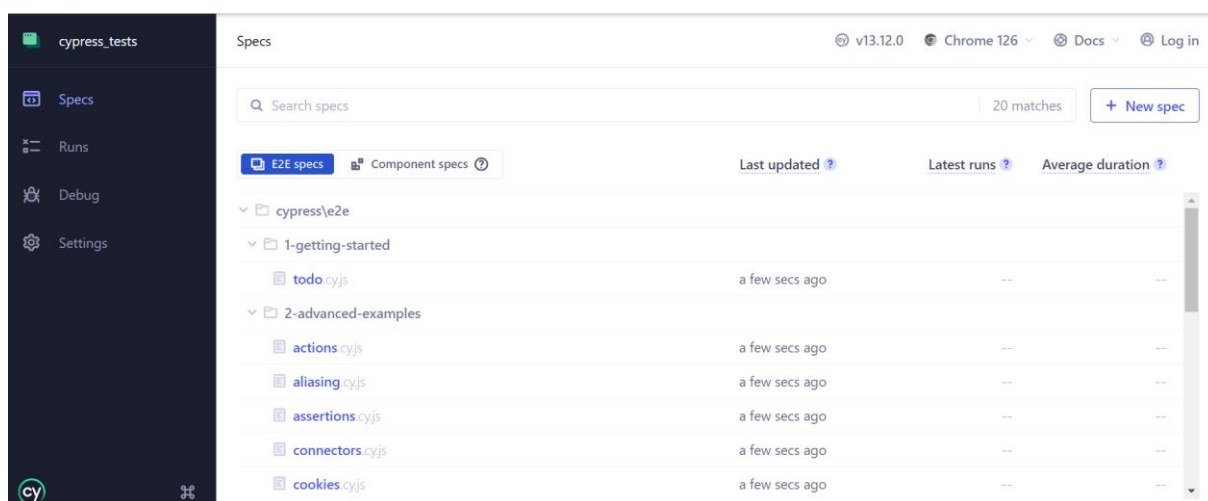 cypress_tests
Specs
v13.12.0 Chrome 126 Docs Log in
Specs
Runs
Debug
Settings
Search specs 20 matches + New spec
E2E specs Component specs ? Last updated ? Latest runs ? Average duration ?
cypress\e2e
1-getting-started
todo.cy.js a few secs ago -- --
2-advanced-examples
actions.cy.js a few secs ago -- --
aliasing.cy.js a few secs ago -- --
assertions.cy.js a few secs ago -- --
connectors.cy.js a few secs ago -- --
cookies.cy.js a few secs ago -- --
cy